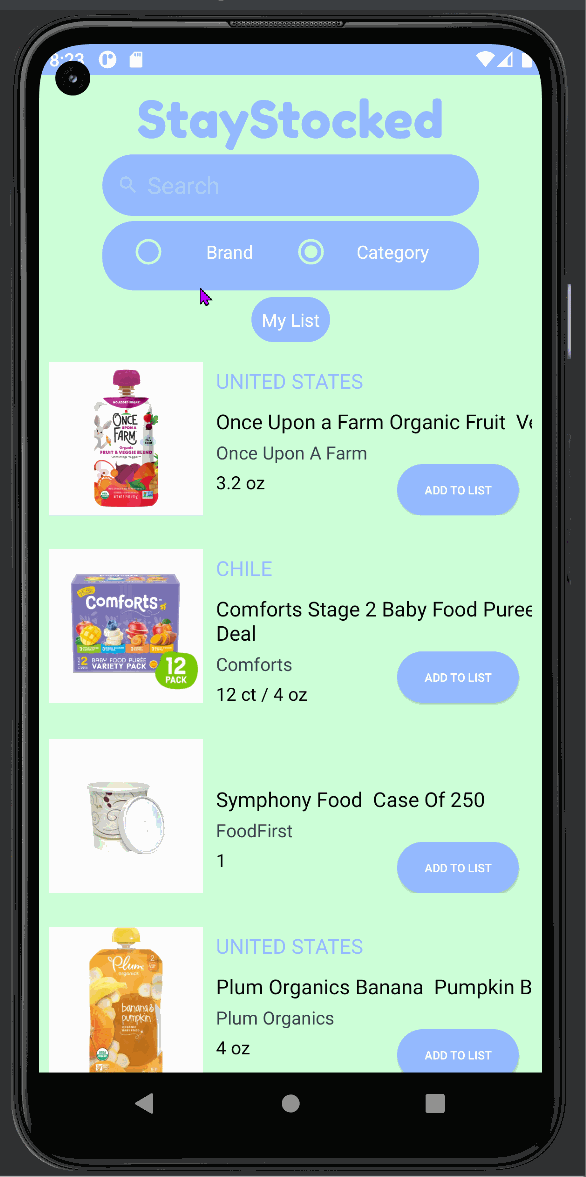 8:23
StayStocked
Search
Brand
Category
My List
UNITED STATES
Once Upon a Farm Organic Fruit  Ve
Once Upon A Farm
3.2 oz
ADD TO LIST
ONCE
FARM
FRUIT & VEGGIE BLEND
CHILE
Comforts Stage 2 Baby Food Puree
Deal
Comforts
12 ct / 4 oz
ADD TO LIST
Comforts
BABY FOOD PURÉE
VARIETY PACK
12
PACK
Symphony Food  Case Of 250
FoodFirst
1
ADD TO LIST
UNITED STATES
Plum Organics Banana  Pumpkin B
Plum Organics
4 oz
ADD TO LIST
Plum
organics
banana &
pumpkin